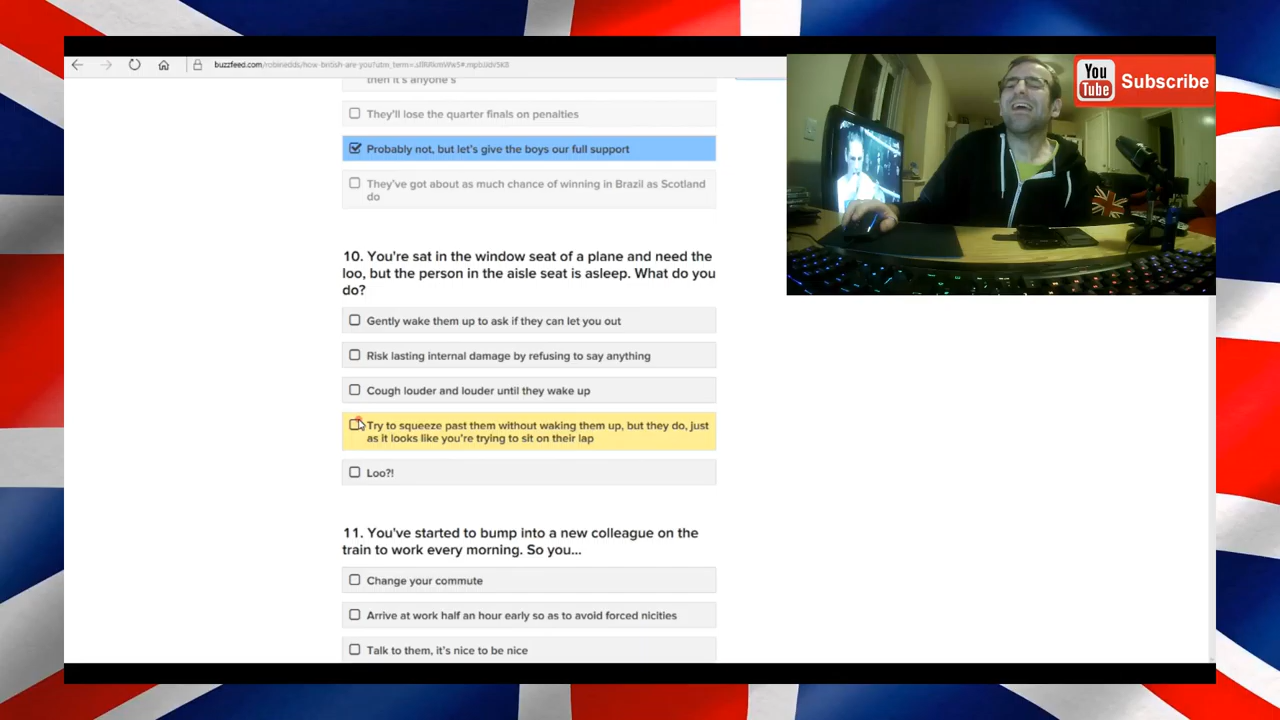 buzzfeed.com/robinedds/how-british-are-you?utm_term=
then it's anyone's
They'll lose the quarter finals on penalties
Probably not, but let's give the boys our full support
They've got about as much chance of winning in Brazil as Scotland
do
10. You're sat in the window seat of a plane and need the
loo, but the person in the aisle seat is asleep. What do you
do?
Gently wake them up to ask if they can let you out
Risk lasting internal damage by refusing to say anything
Cough louder and louder until they wake up
Try to squeeze past them without waking them up, but they do, just
as it looks like you're trying to sit on their lap
Loo?!
11. You've started to bump into a new colleague on the
train to work every morning. So you...
Change your commute
Arrive at work half an hour early so as to avoid forced nicities
Talk to them, it's nice to be nice
You
Tube
Subscribe